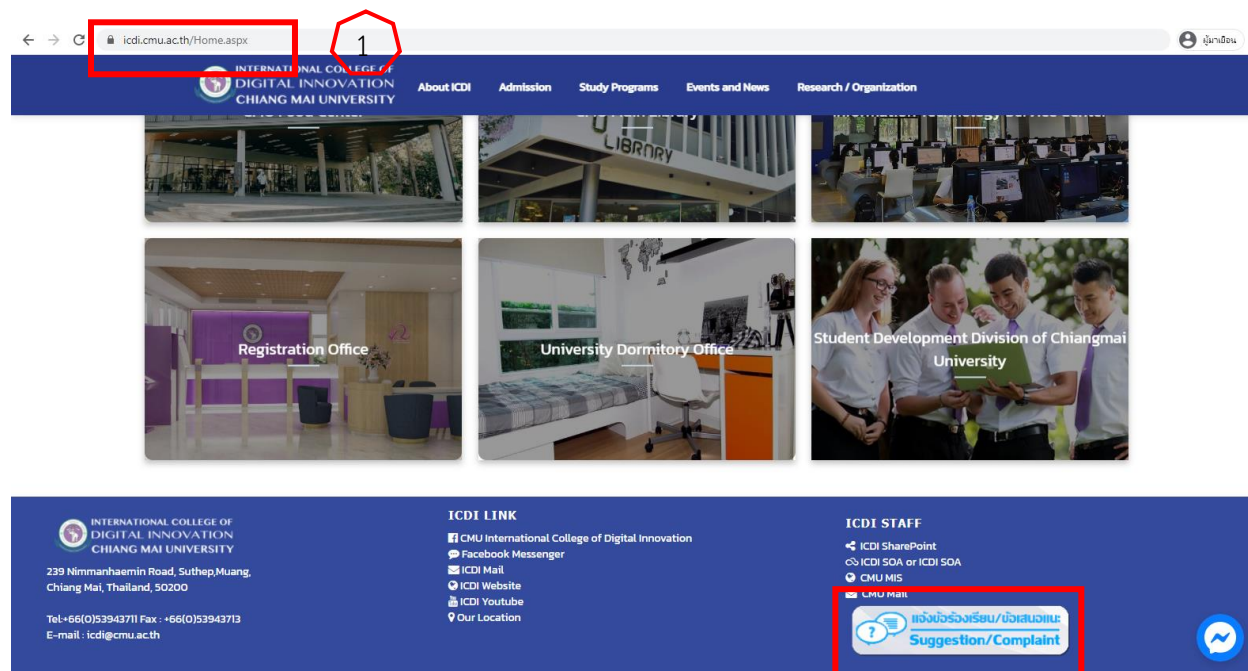 icdi.cmu.ac.th/Home.aspx
1
ผู้มาเยือน
INTERNATIONAL COLLEGE OF
DIGITAL INNOVATION
CHIANG MAI UNIVERSITY
About ICDI
Admission
Study Programs
Events and News
Research / Organization
LIBRARY
Registration Office
University Dormitory Office
Student Development Division of Chiangmai
University
INTERNATIONAL COLLEGE OF
DIGITAL INNOVATION
CHIANG MAI UNIVERSITY
239 Nimmanhaemin Road, Suthep,Muang,
Chiang Mai, Thailand, 50200
Tel:+66(0)53943711 Fax : +66(0)53943713
E-mail : icdi@cmu.ac.th
ICDI LINK
CMU International College of Digital Innovation
Facebook Messenger
ICDI Mail
ICDI Website
ICDI Youtube
Our Location
ICDI STAFF
ICDI SharePoint
ICDI SOA or ICDI SOA
CMU MIS
CMU Mail
แจ้งข้อร้องเรียน/ข้อเสนอแนะ
Suggestion/Complaint